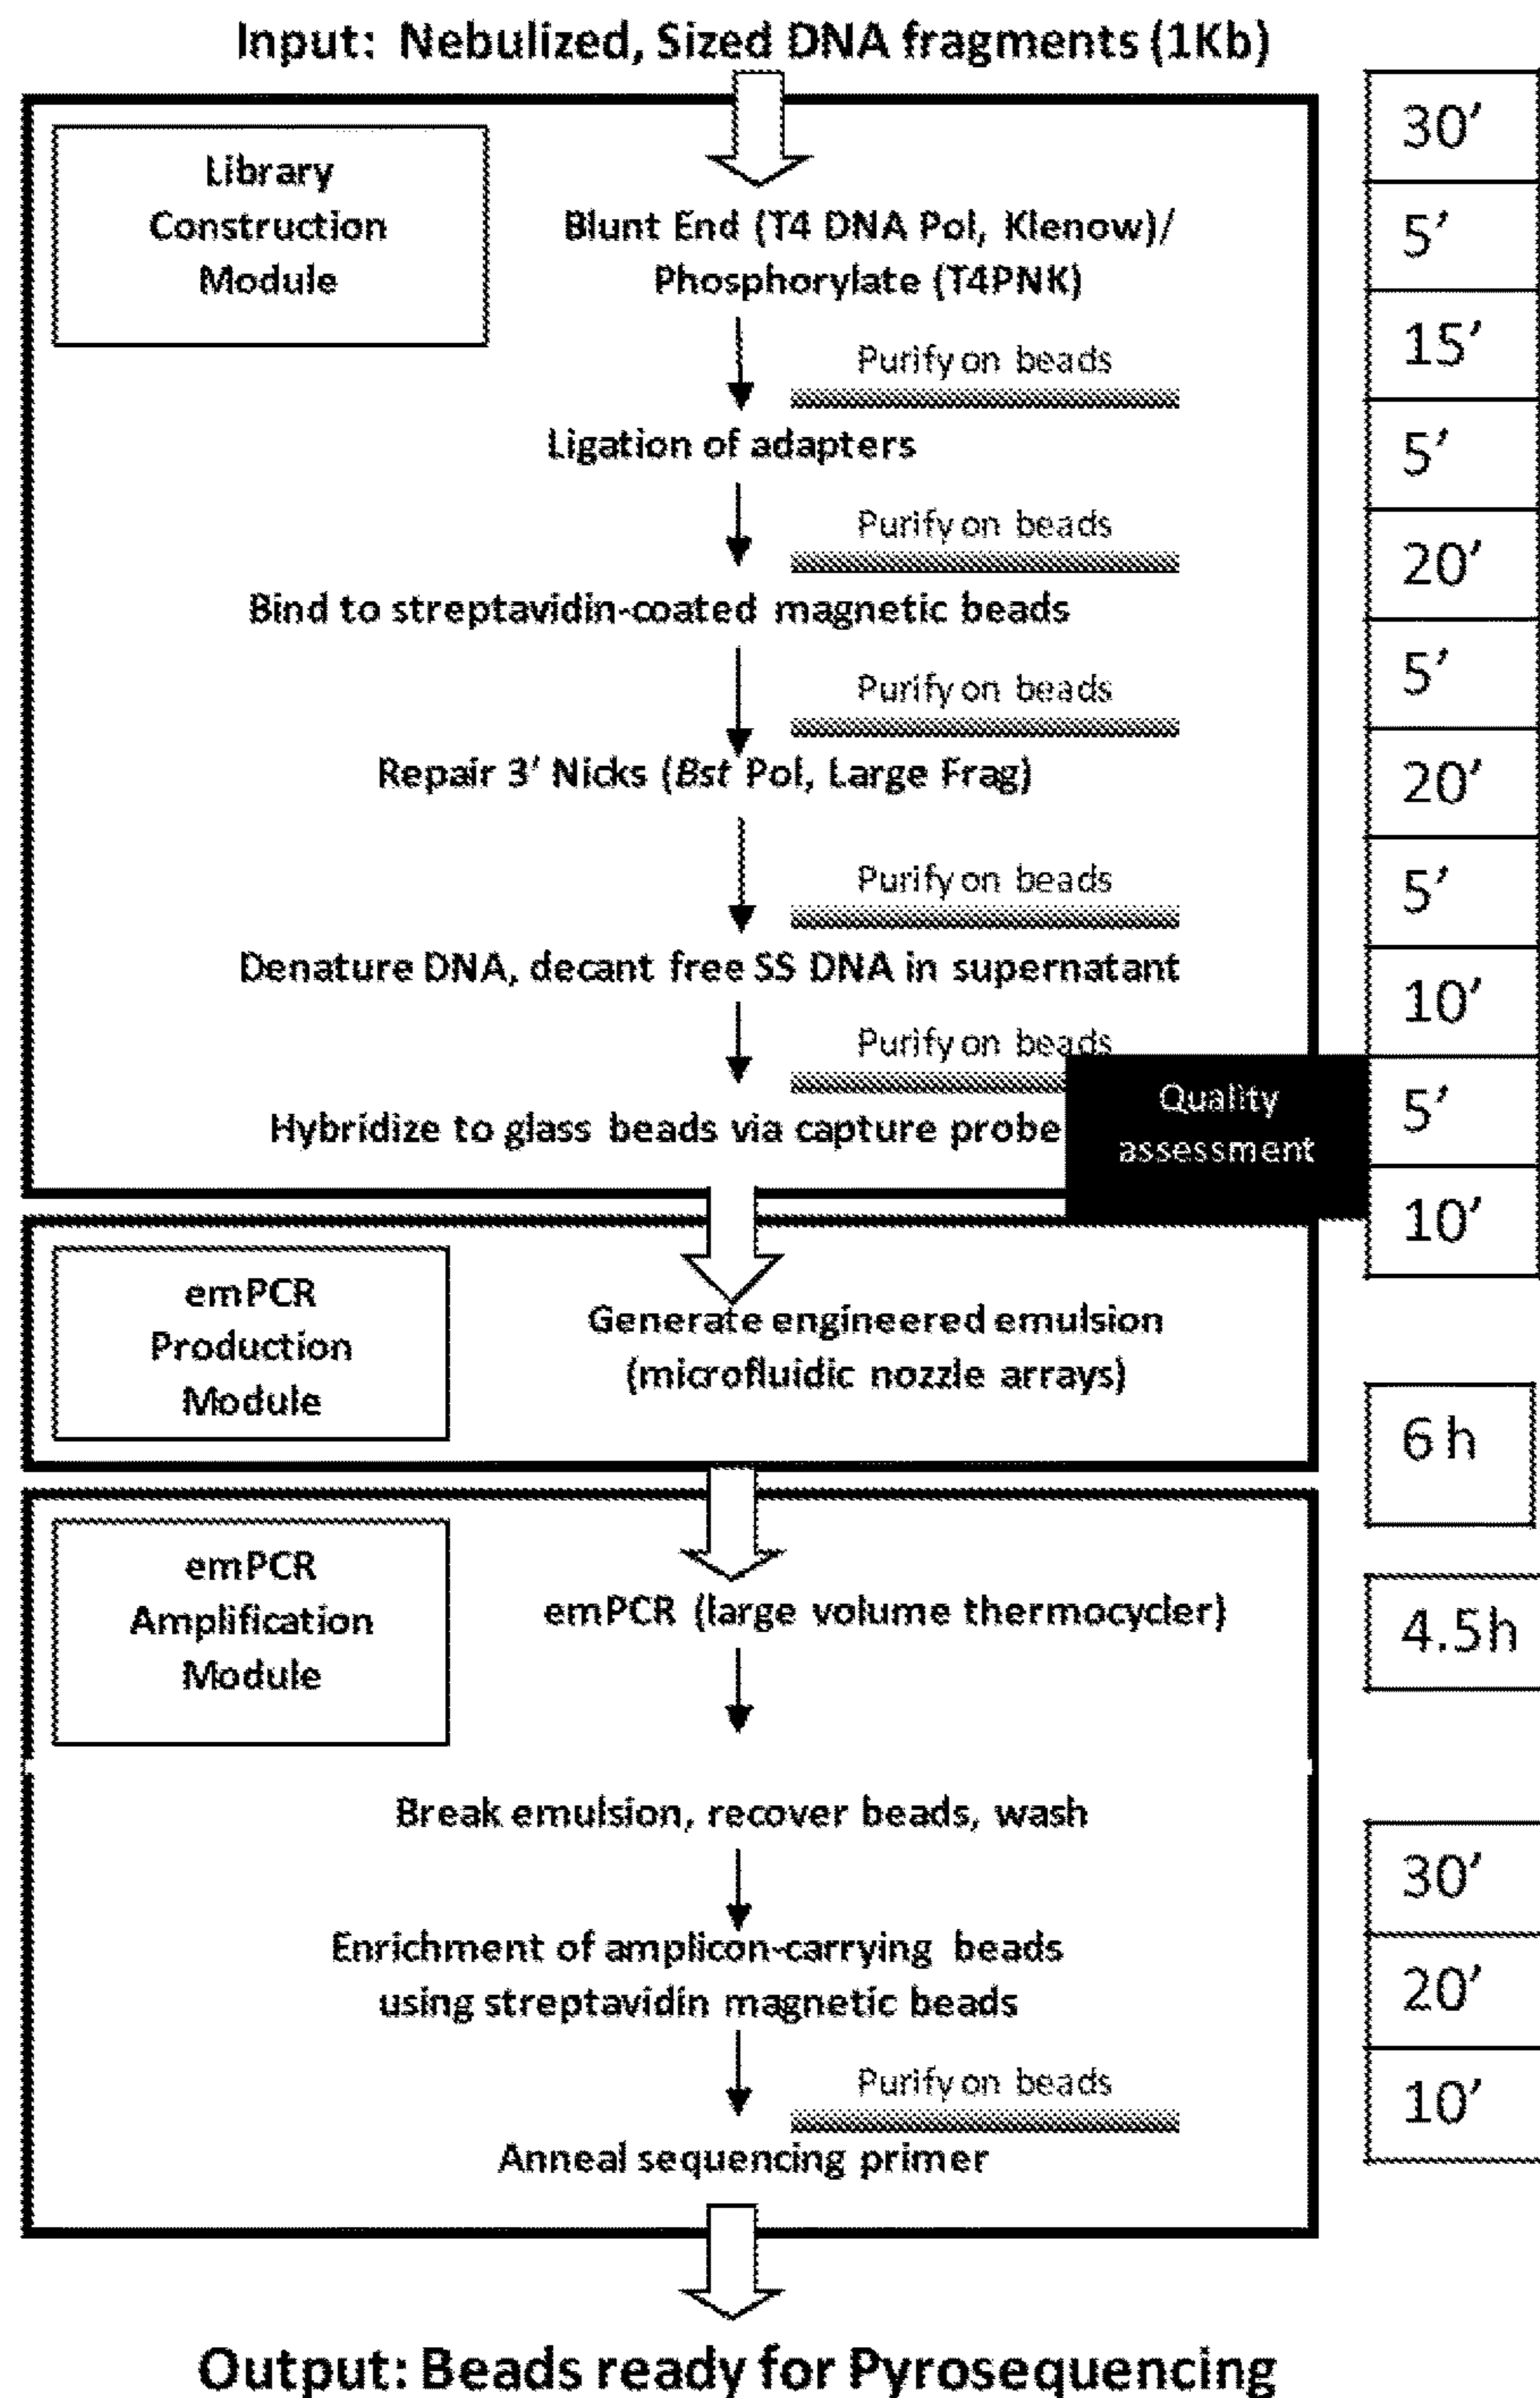 Input: Nebulized, Sized DNA fragments (1Kb)
Library
Construction
Module
Blunt End (T4 DNA Pol, Klenow)/
Phosphorylate (T4PNK)
Purify on beads
Ligation of adapters
Purify on beads
Bind to streptavidin-coated magnetic beads
Purify on beads
Repair 3' Nicks (Bst Pol, Large Frag)
Purify on beads
Denature DNA, decant free SS DNA in supernatant
Purify on beads
Hybridize to glass beads via capture probe
Quality
assessment
30'
5'
15'
5'
20'
5'
20'
5'
10'
5'
10'
emPCR
Production
Module
Generate engineered emulsion
(microfluidic nozzle arrays)
6 h
emPCR
Amplification
Module
emPCR (large volume thermocycler)
4.5h
Break emulsion, recover beads, wash
Enrichment of amplicon-carrying beads
using streptavidin magnetic beads
Purify on beads
Anneal sequencing primer
30'
20'
10'
Output: Beads ready for Pyrosequencing